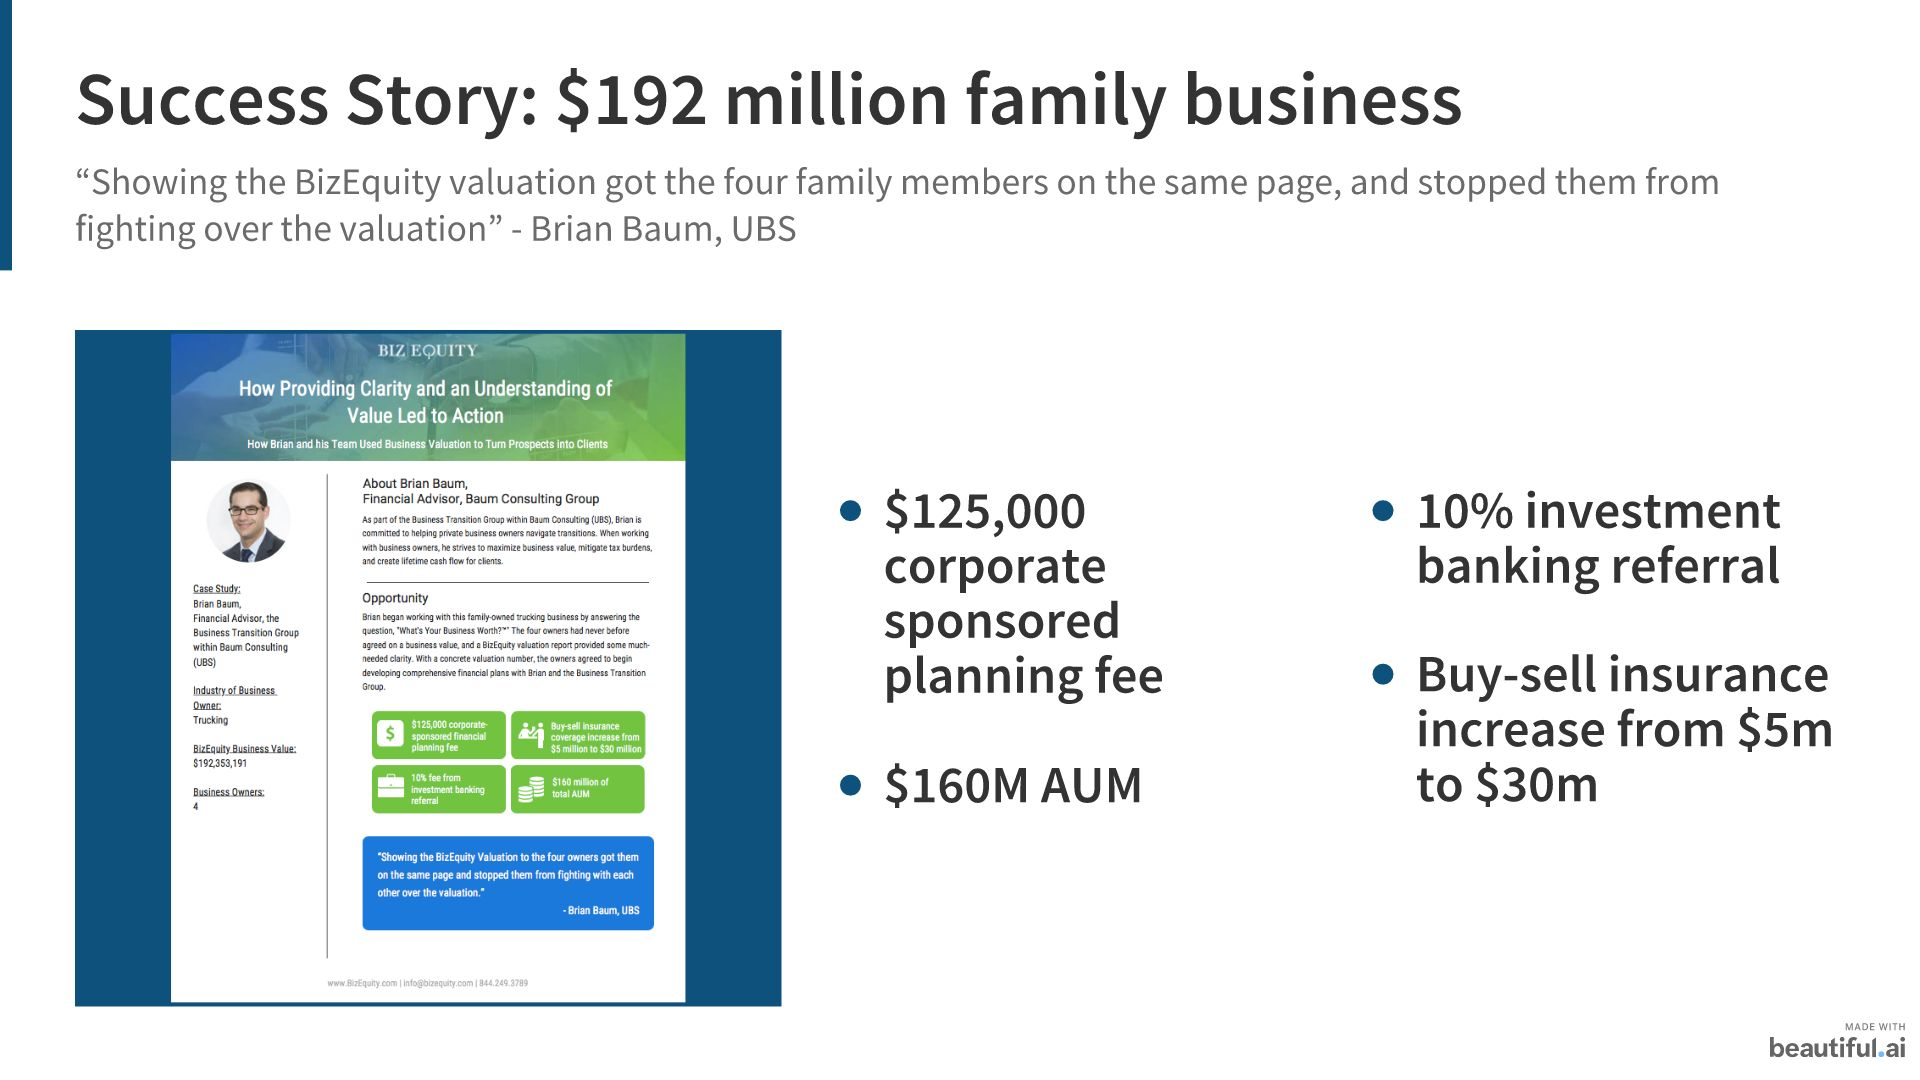 Success Story: $192 million family business
“Showing the BizEquity valuation got the four family members on the same page, and stopped them from
fighting over the valuation” - Brian Baum, UBS
BIZ EQUITY
How Providing Clarity and an Understanding of
Value Led to Action
How Brian and his Team Used Business Valuation to Turn Prospects into Clients
Case Study:
Brian Baum,
Financial Advisor, the
Business Transition Group
within Baum Consulting
(UBS)
Industry of Business
Owner:
Trucking
BizEquity Business Value:
$192,353,191
Business Owners:
4
About Brian Baum,
Financial Advisor, Baum Consulting Group
As part of the Business Transition Group within Baum Consulting (UBS), Brian is
committed to helping private business owners navigate transitions. When working
with business owners, he strives to maximize business value, mitigate tax burdens,
and create lifetime cash flow for clients.
Opportunity
Brian began working with this family-owned trucking business by answering the
question, "What's Your Business Worth?™" The four owners had never before
agreed on a business value, and a BizEquity valuation report provided some much-
needed clarity. With a concrete valuation number, the owners agreed to begin
developing comprehensive financial plans with Brian and the Business Transition
Group.
$
$125,000 corporate-
sponsored financial
planning fee
Buy-sell insurance
coverage increase from
$5 million to $30 million
10% fee from
investment banking
referral
$160 million of
total AUM
"Showing the BizEquity Valuation to the four owners got them
on the same page and stopped them from fighting with each
other over the valuation."
- Brian Baum, UBS
www.BizEquity.com | info@bizequity.com | 844.249.3789
• $125,000
corporate
sponsored
planning fee
• $160M AUM
• 10% investment
banking referral
• Buy-sell insurance
increase from $5m
to $30m
MADE WITH
beautiful.ai